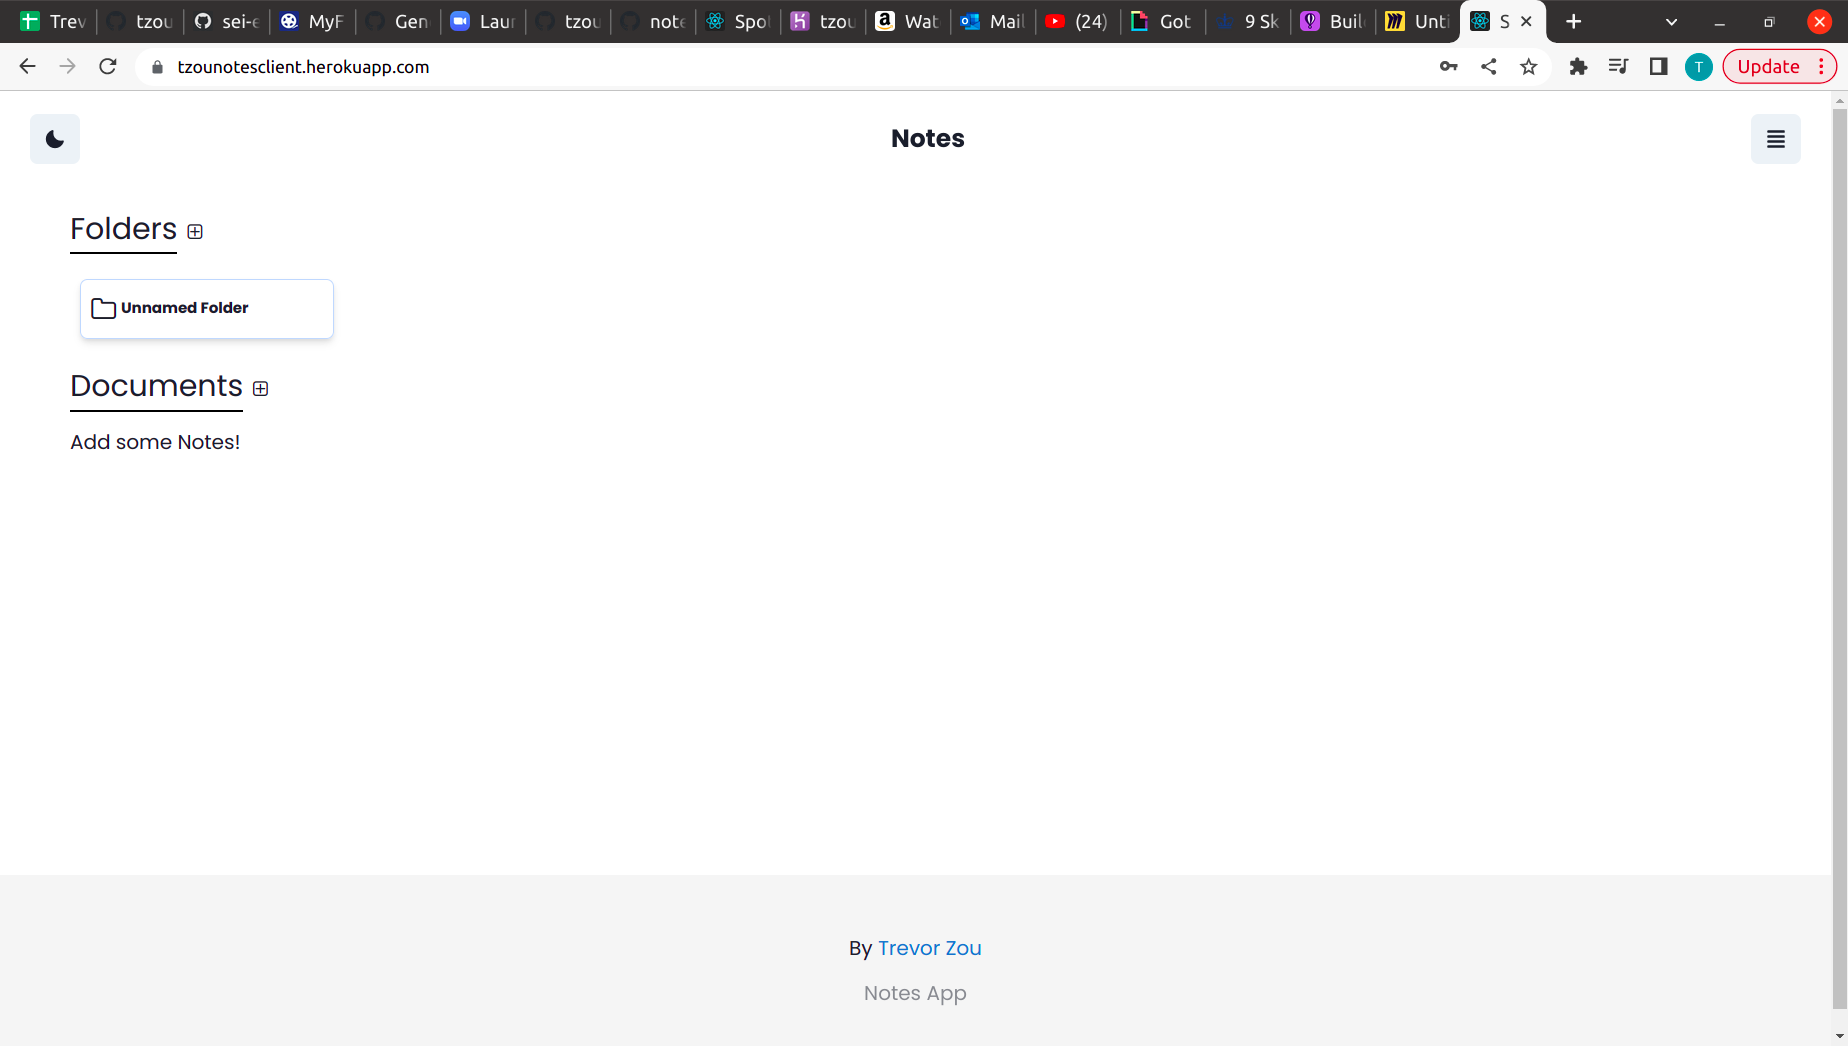 Trev tzou sei-e MyF Gen Laun tzou note Spot tzou Wat Mail (24) Got 9 Sk Buil Unti S
tzounotesclient.herokuapp.com T Update
Notes
Folders
Unnamed Folder
Documents
Add some Notes!
By Trevor Zou
Notes App